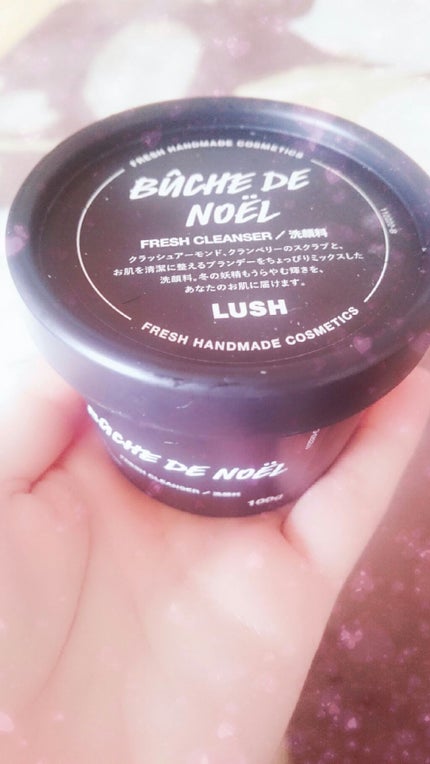 FRESH HANDMADE COSMETICS
BÛCHE DE
NOËL
FRESH CLEANSER / 洗顔料
クラッシュアーモンド、クランベリーのスクラブと、
お肌を清潔に整えるブランデーをちょっぴりミックスした
洗顔料。冬の妖精もうらやむ輝きを、
あなたのお肌に届けます。
LUSH
FRESH HANDMADE COSMETICS
BÛCHE DE NOËL
FRESH CLEANSER / 洗顔料
100g